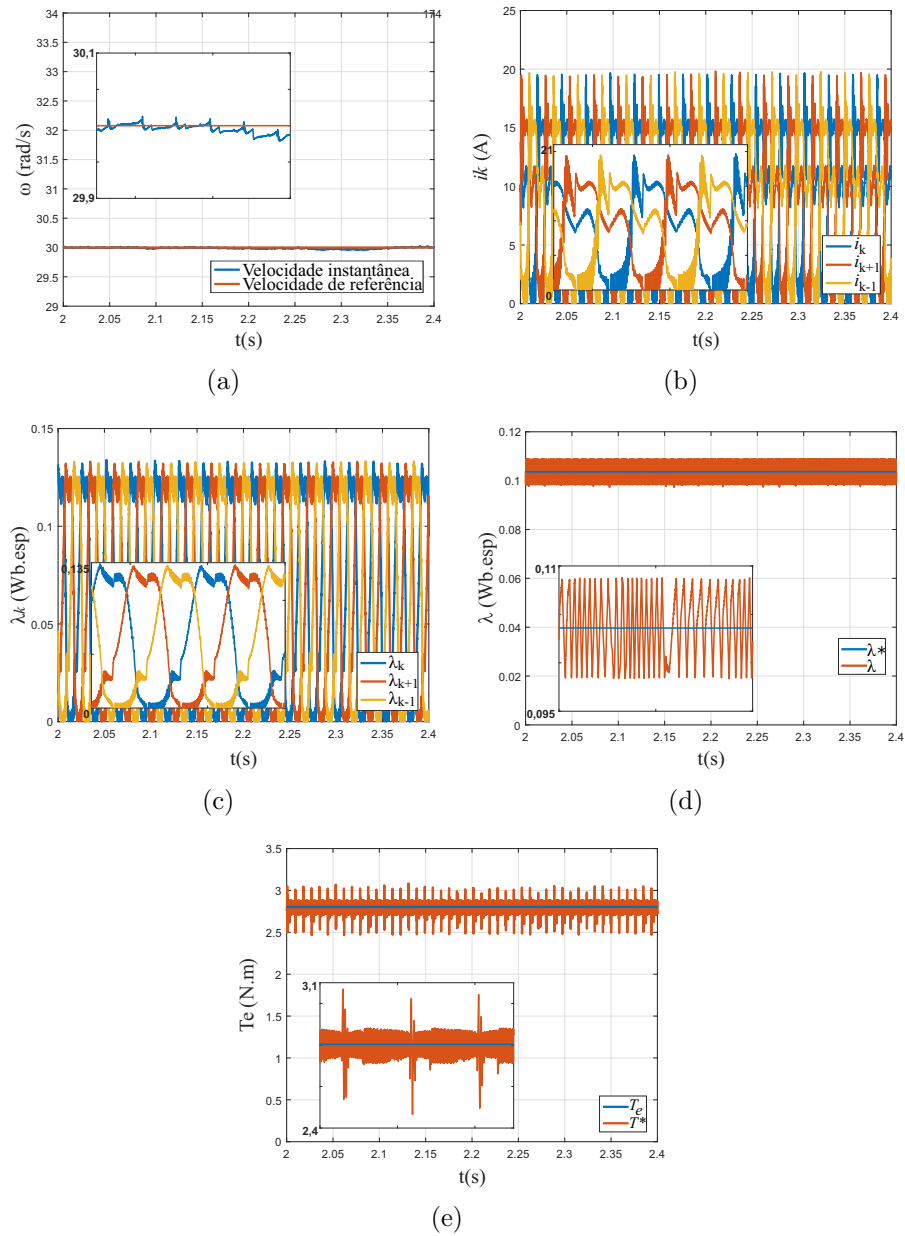 174
34
33.5
33
32.5
32
31.5
31
30.5
30
29.5
29
ω (rad/s)
30,1
29,9
Velocidade instantânea
Velocidade de referência
2 2.05 2.1 2.15 2.2 2.25 2.3 2.35 2.4
t(s)
(a)
25
20
15
10
5
0
ik (A)
21
0
i_k
i_k+1
i_k-1
2 2.05 2.1 2.15 2.2 2.25 2.3 2.35 2.4
t(s)
(b)
0.15
0.1
0.05
0
λk (Wb.esp)
0,135
0
λ_k
λ_k+1
λ_k-1
2 2.05 2.1 2.15 2.2 2.25 2.3 2.35 2.4
t(s)
(c)
0.12
0.1
0.08
0.06
0.04
0.02
0
λ (Wb.esp)
0,11
0,095
λ*
λ
2 2.05 2.1 2.15 2.2 2.25 2.3 2.35 2.4
t(s)
(d)
3.5
3
2.5
2
1.5
1
0.5
0
Te (N.m)
3,1
2,4
T_e
T*
2 2.05 2.1 2.15 2.2 2.25 2.3 2.35 2.4
t(s)
(e)